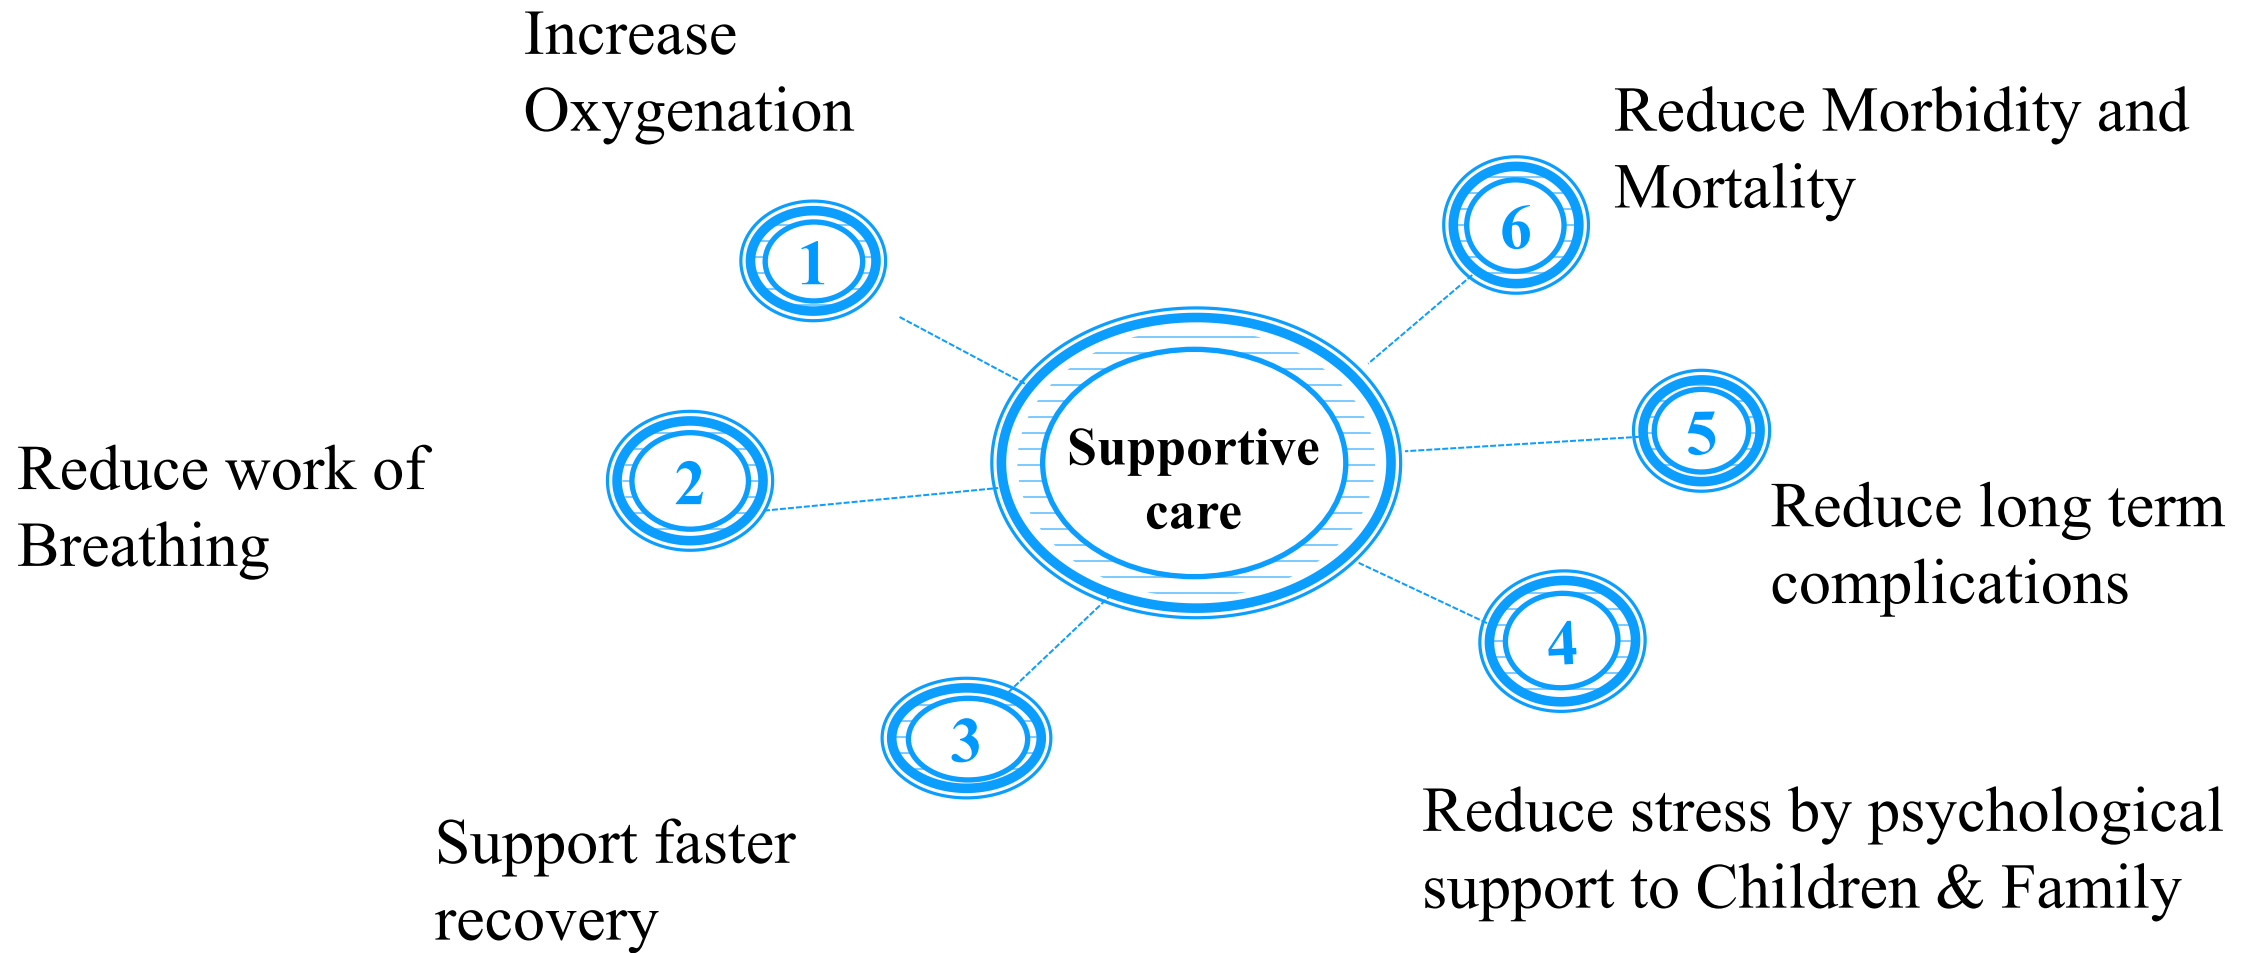 Increase
Oxygenation
1
Reduce work of
Breathing
2
Support faster
recovery
3
Supportive
care
Reduce Morbidity and
Mortality
6
5
Reduce long term
complications
4
Reduce stress by psychological
support to Children & Family